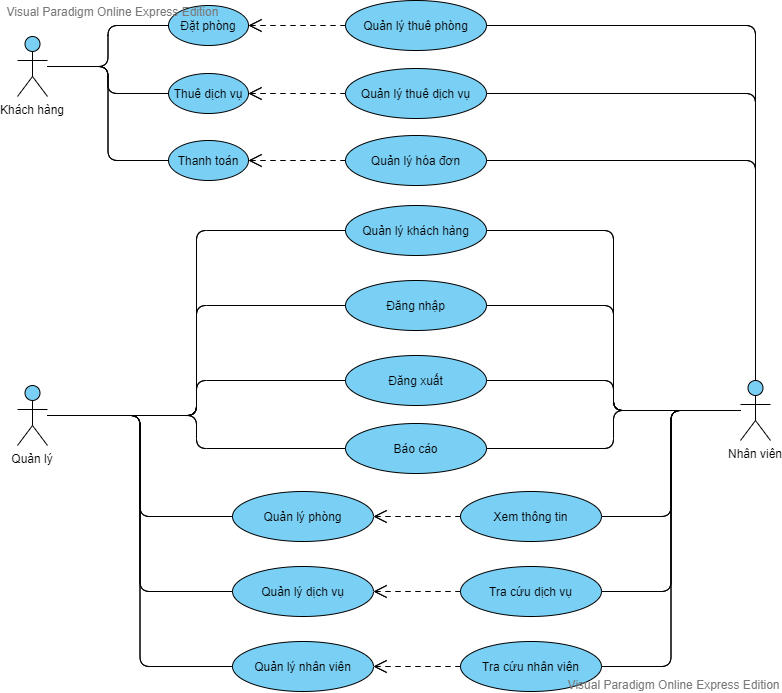 Visual Paradigm Online Express Edition
Đặt phòng
Quản lý thuê phòng
Khách hàng
Thuê dịch vụ
Quản lý thuê dịch vụ
Thanh toán
Quản lý hóa đơn
Quản lý khách hàng
Đăng nhập
Đăng xuất
Quản lý
Báo cáo
Nhân viên
Quản lý phòng
Xem thông tin
Quản lý dịch vụ
Tra cứu dịch vụ
Quản lý nhân viên
Tra cứu nhân viên
Visual Paradigm Online Express Edition